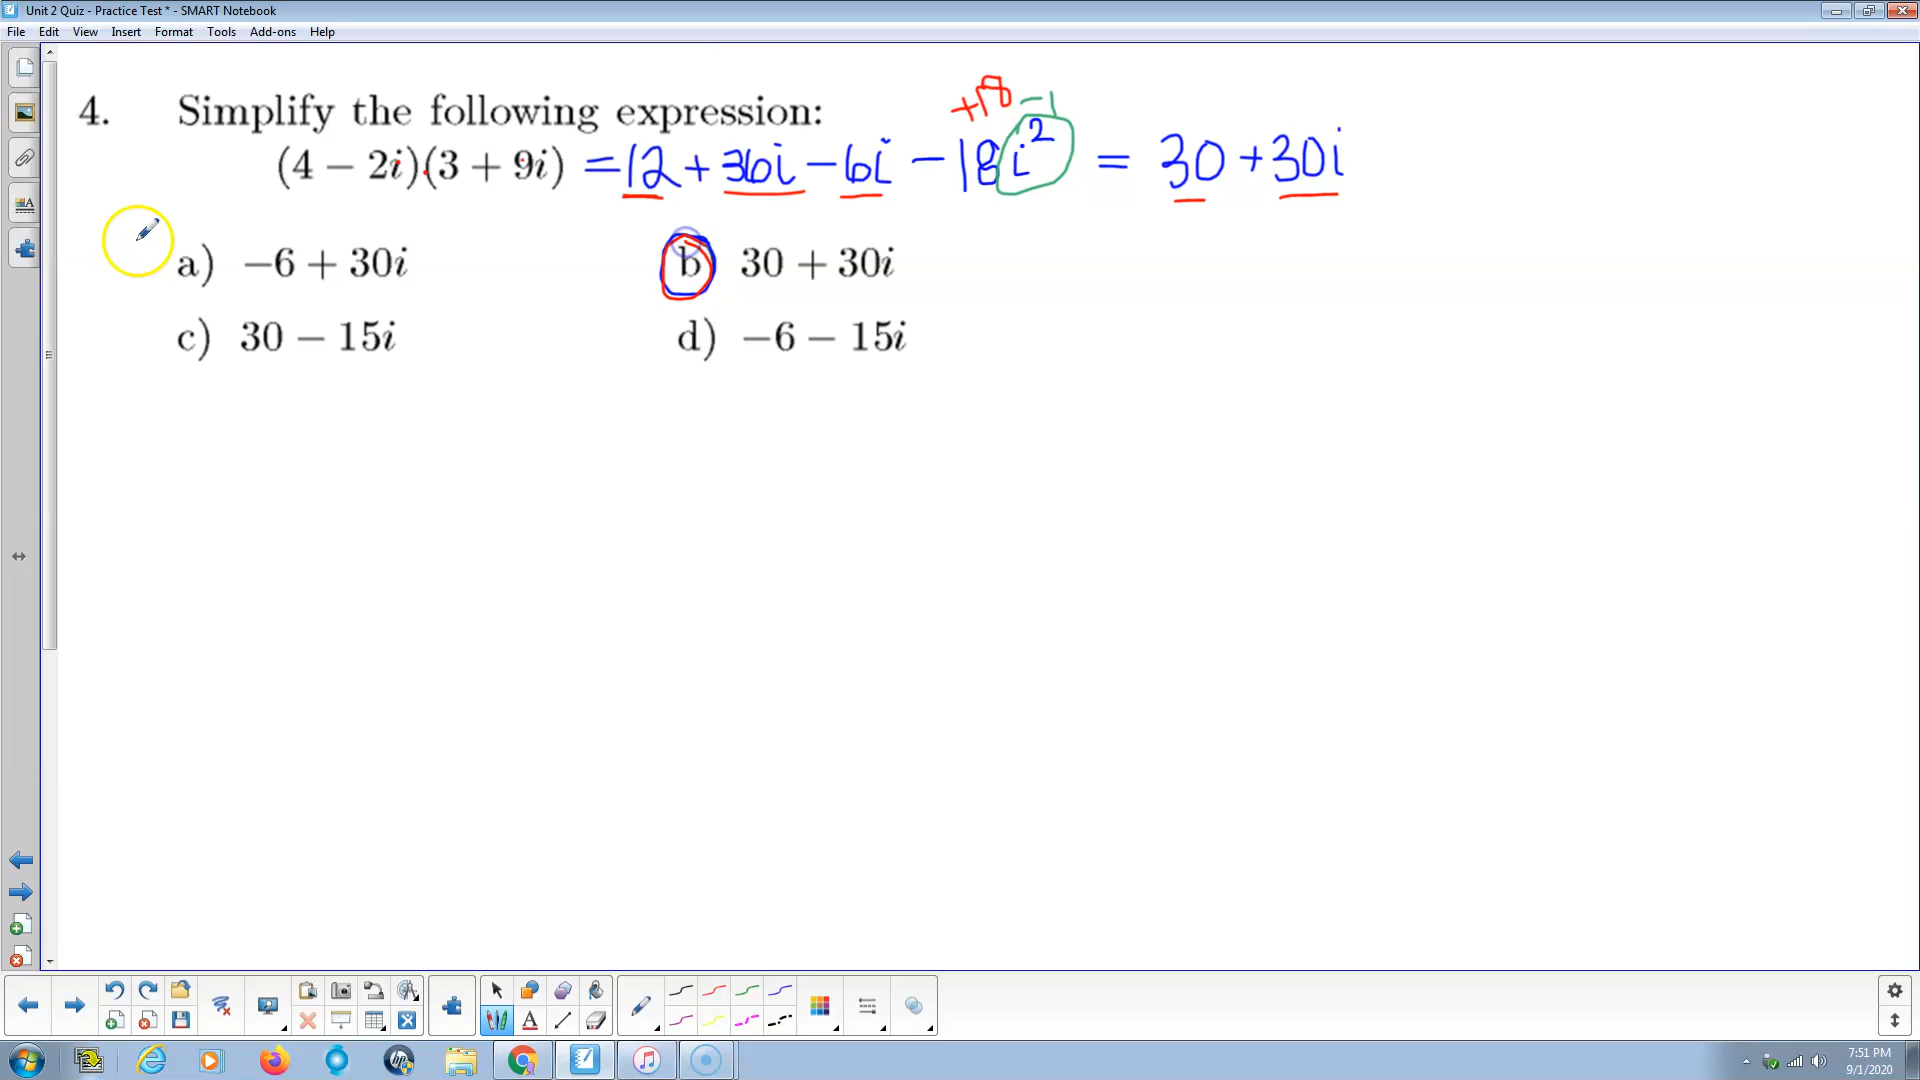 Unit 2 Quiz - Practice Test * - SMART Notebook
File Edit View Insert Format Tools Add-ons Help
+18 -1
4. Simplify the following expression:
(4 − 2i)(3 + 9i) = 12 + 36i - 6i - 18i² = 30 + 30i
a) −6 + 30i b) 30 + 30i
c) 30 − 15i d) −6 − 15i
7:51 PM
9/1/2020